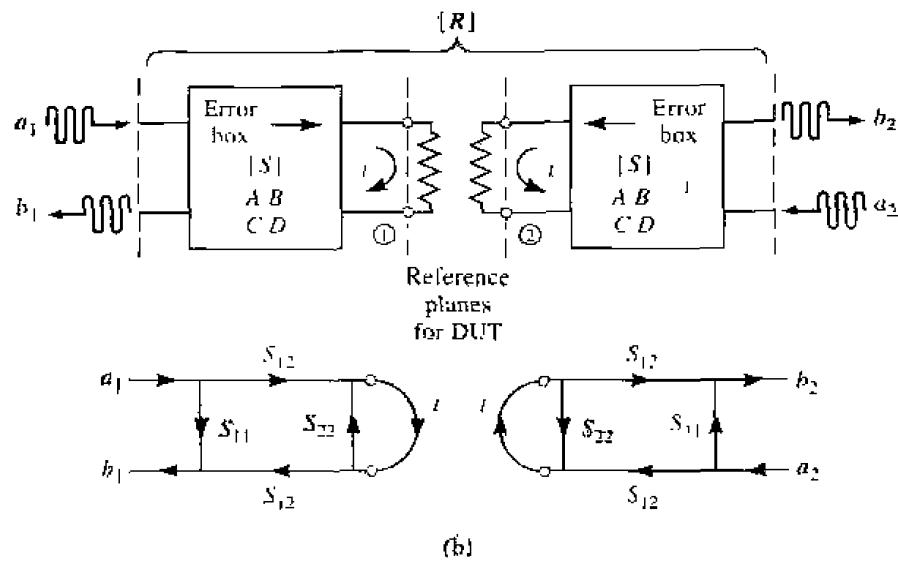 [R]
a₁ Error box [S] A B C D ① ② Error box [S] A B C D b₂
b₁ a₂
Reference
planes
for DUT
a₁ S₁₂ S₁₂ b₂
S₁₁ S₂₂ t t S₂₂ S₁₁
b₁ S₁₂ S₁₂ a₂
(b)